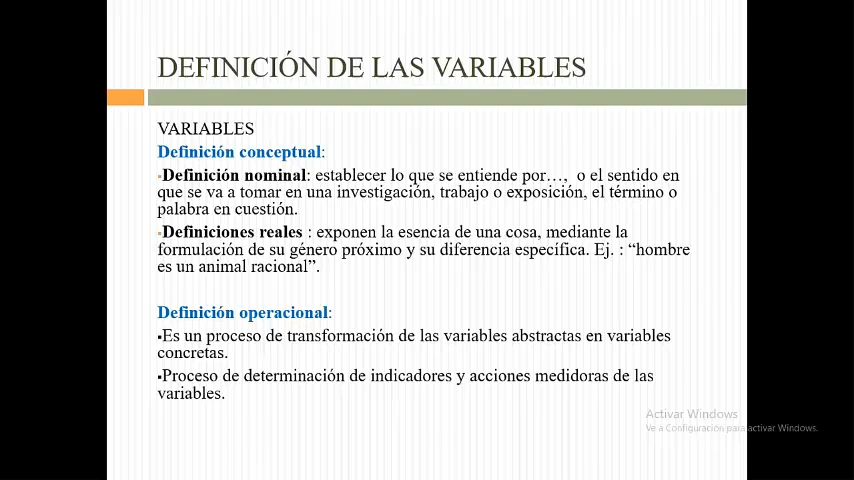 DEFINICIÓN DE LAS VARIABLES
VARIABLES
Definición conceptual:
▪Definición nominal: establecer lo que se entiende por…, o el sentido en
que se va a tomar en una investigación, trabajo o exposición, el término o
palabra en cuestión.
▪Definiciones reales : exponen la esencia de una cosa, mediante la
formulación de su género próximo y su diferencia específica. Ej. : “hombre
es un animal racional”.
Definición operacional:
▪Es un proceso de transformación de las variables abstractas en variables
concretas.
▪Proceso de determinación de indicadores y acciones medidoras de las
variables.
Activar Windows
Ve a Configuración para activar Windows.